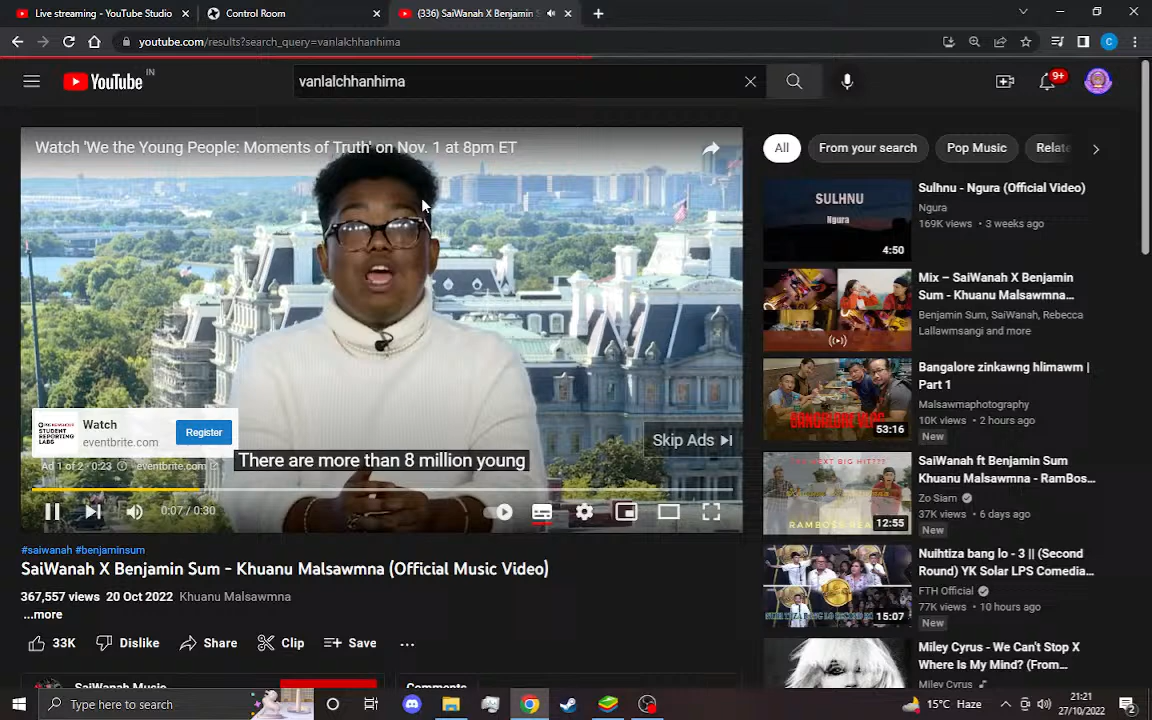 Live streaming - YouTube Studio
Control Room
(336) SaiWanah X Benjamin S
youtube.com/results?search_query=vanlalchhanhima
YouTube IN
vanlalchhanhima
9+
Watch 'We the Young People: Moments of Truth' on Nov. 1 at 8pm ET
STUDENT
REPORTING
LABS
Watch
eventbrite.com
Register
Skip Ads
Ad 1 of 2 · 0:23
eventbrite.com
There are more than 8 million young
0:07 / 0:30
#saiwanah #benjaminsum
SaiWanah X Benjamin Sum - Khuanu Malsawmna (Official Music Video)
367,557 views 20 Oct 2022 Khuanu Malsawmna
...more
33K
Dislike
Share
Clip
Save
SaiWanah Music
Comments
All
From your search
Pop Music
Relate
SULHNU
Ngura
4:50
Sulhnu - Ngura (Official Video)
Ngura
169K views • 3 weeks ago
Mix – SaiWanah X Benjamin
Sum - Khuanu Malsawmna…
Benjamin Sum, SaiWanah, Rebecca
Lallawmsangi and more
BANGALORE VLOG
53:16
Bangalore zinkawng hlimawm |
Part 1
Malsawmaphotography
10K views • 2 hours ago
New
12:55
SaiWanah ft Benjamin Sum
Khuanu Malsawmna - RamBos…
Zo Siam
37K views • 6 days ago
New
15:07
Nuihtiza bang lo - 3 || (Second
Round) YK Solar LPS Comedia…
FTH Official
77K views • 10 hours ago
New
Miley Cyrus - We Can't Stop X
Where Is My Mind? (From…
Miley Cyrus
Type here to search
15°C Haze
21:21
27/10/2022
2
C